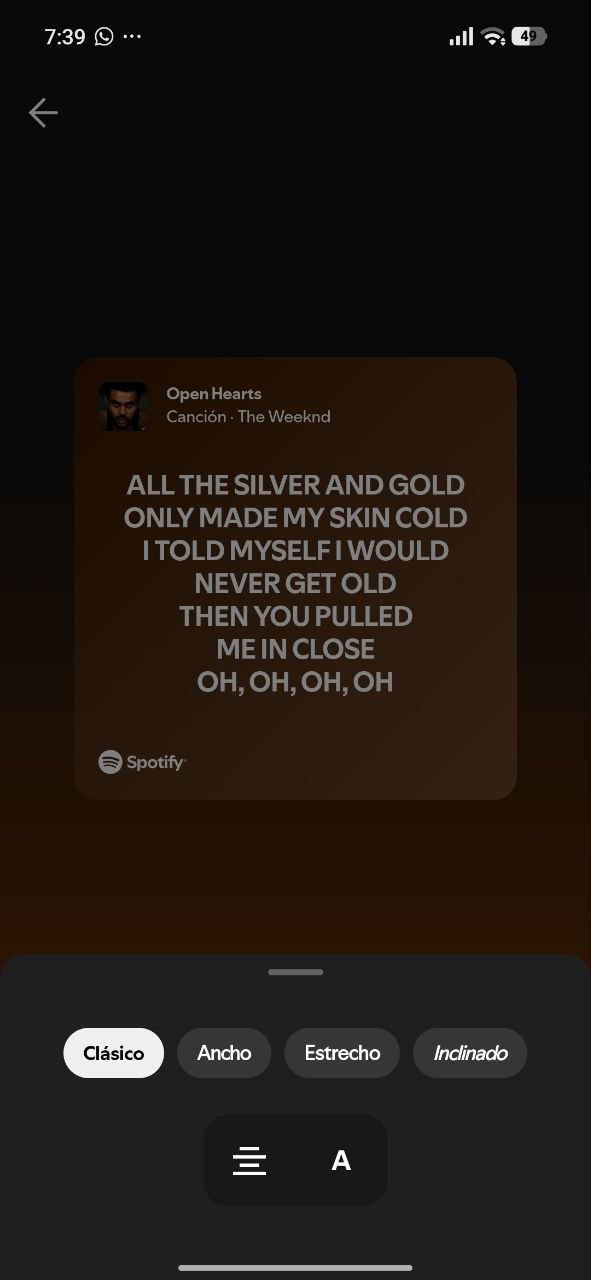 7:39 ··· 49
Open Hearts
Canción · The Weeknd
ALL THE SILVER AND GOLD
ONLY MADE MY SKIN COLD
I TOLD MYSELF I WOULD
NEVER GET OLD
THEN YOU PULLED
ME IN CLOSE
OH, OH, OH, OH
Spotify
Clásico Ancho Estrecho Inclinado
A